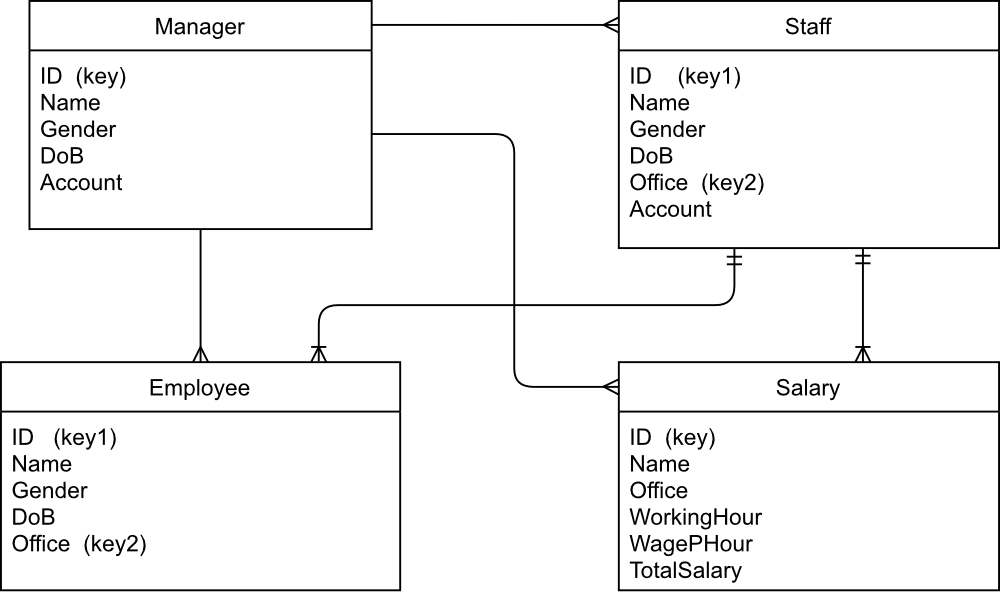 Manager
ID (key)
Name
Gender
DoB
Account
Staff
ID (key1)
Name
Gender
DoB
Office (key2)
Account
Employee
ID (key1)
Name
Gender
DoB
Office (key2)
Salary
ID (key)
Name
Office
WorkingHour
WagePHour
TotalSalary